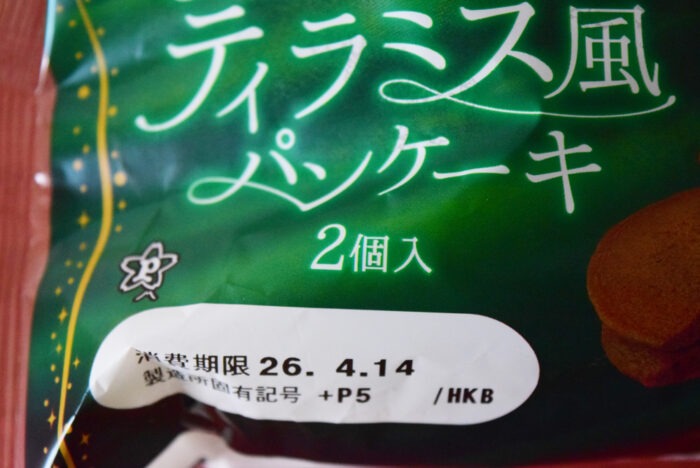 ティラミス風
パンケーキ
2個入
消費期限 26. 4.14
製造所固有記号 +P5 /HKB